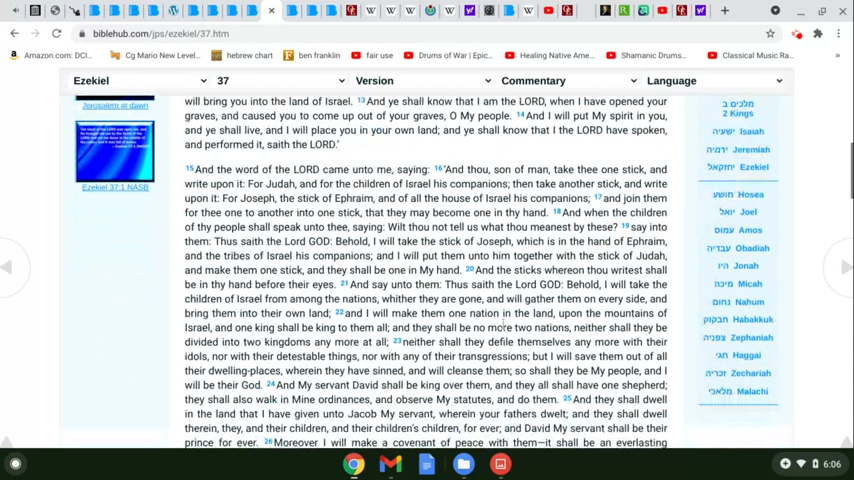 biblehub.com/jps/ezekiel/37.htm
Amazon.com: DCI...
Cg Mario New Level...
hebrew chart
ben franklin
fair use
Drums of War | Epic...
Healing Native Ame...
Shamanic Drums...
Classical Music Ra...
Ezekiel
37
Version
Commentary
Language
Jerusalem at dawn
Ezekiel 37:1 NASB
will bring you into the land of Israel. 13 And ye shall know that I am the LORD, when I have opened your
graves, and caused you to come up out of your graves, O My people. 14 And I will put My spirit in you,
and ye shall live, and I will place you in your own land; and ye shall know that I the LORD have spoken,
and performed it, saith the LORD.'
15 And the word of the LORD came unto me, saying: 16 'And thou, son of man, take thee one stick, and
write upon it: For Judah, and for the children of Israel his companions; then take another stick, and write
upon it: For Joseph, the stick of Ephraim, and of all the house of Israel his companions; 17 and join them
for thee one to another into one stick, that they may become one in thy hand. 18 And when the children
of thy people shall speak unto thee, saying: Wilt thou not tell us what thou meanest by these? 19 say into
them: Thus saith the Lord GOD: Behold, I will take the stick of Joseph, which is in the hand of Ephraim,
and the tribes of Israel his companions; and I will put them unto him together with the stick of Judah,
and make them one stick, and they shall be one in My hand. 20 And the sticks whereon thou writest shall
be in thy hand before their eyes. 21 And say unto them: Thus saith the Lord GOD: Behold, I will take the
children of Israel from among the nations, whither they are gone, and will gather them on every side, and
bring them into their own land; 22 and I will make them one nation in the land, upon the mountains of
Israel, and one king shall be king to them all; and they shall be no more two nations, neither shall they be
divided into two kingdoms any more at all; 23 neither shall they defile themselves any more with their
idols, nor with their detestable things, nor with any of their transgressions; but I will save them out of all
their dwelling-places, wherein they have sinned, and will cleanse them; so shall they be My people, and I
will be their God. 24 And My servant David shall be king over them, and they all shall have one shepherd;
they shall also walk in Mine ordinances, and observe My statutes, and do them. 25 And they shall dwell
in the land that I have given unto Jacob My servant, wherein your fathers dwelt; and they shall dwell
therein, they, and their children, and their children's children, for ever; and David My servant shall be their
prince for ever. 26 Moreover I will make a covenant of peace with them—it shall be an everlasting
מלכים ב
2 Kings
ישעיה Isaiah
ירמיה Jeremiah
יחזקאל Ezekiel
הושע Hosea
יואל Joel
עמוס Amos
עבדיה Obadiah
Jonah
מיכה Micah
נחום Nahum
חבקוק Habakkuk
צפניה Zephaniah
חגי Haggai
זכריה Zechariah
מלאכי Malachi
6:06